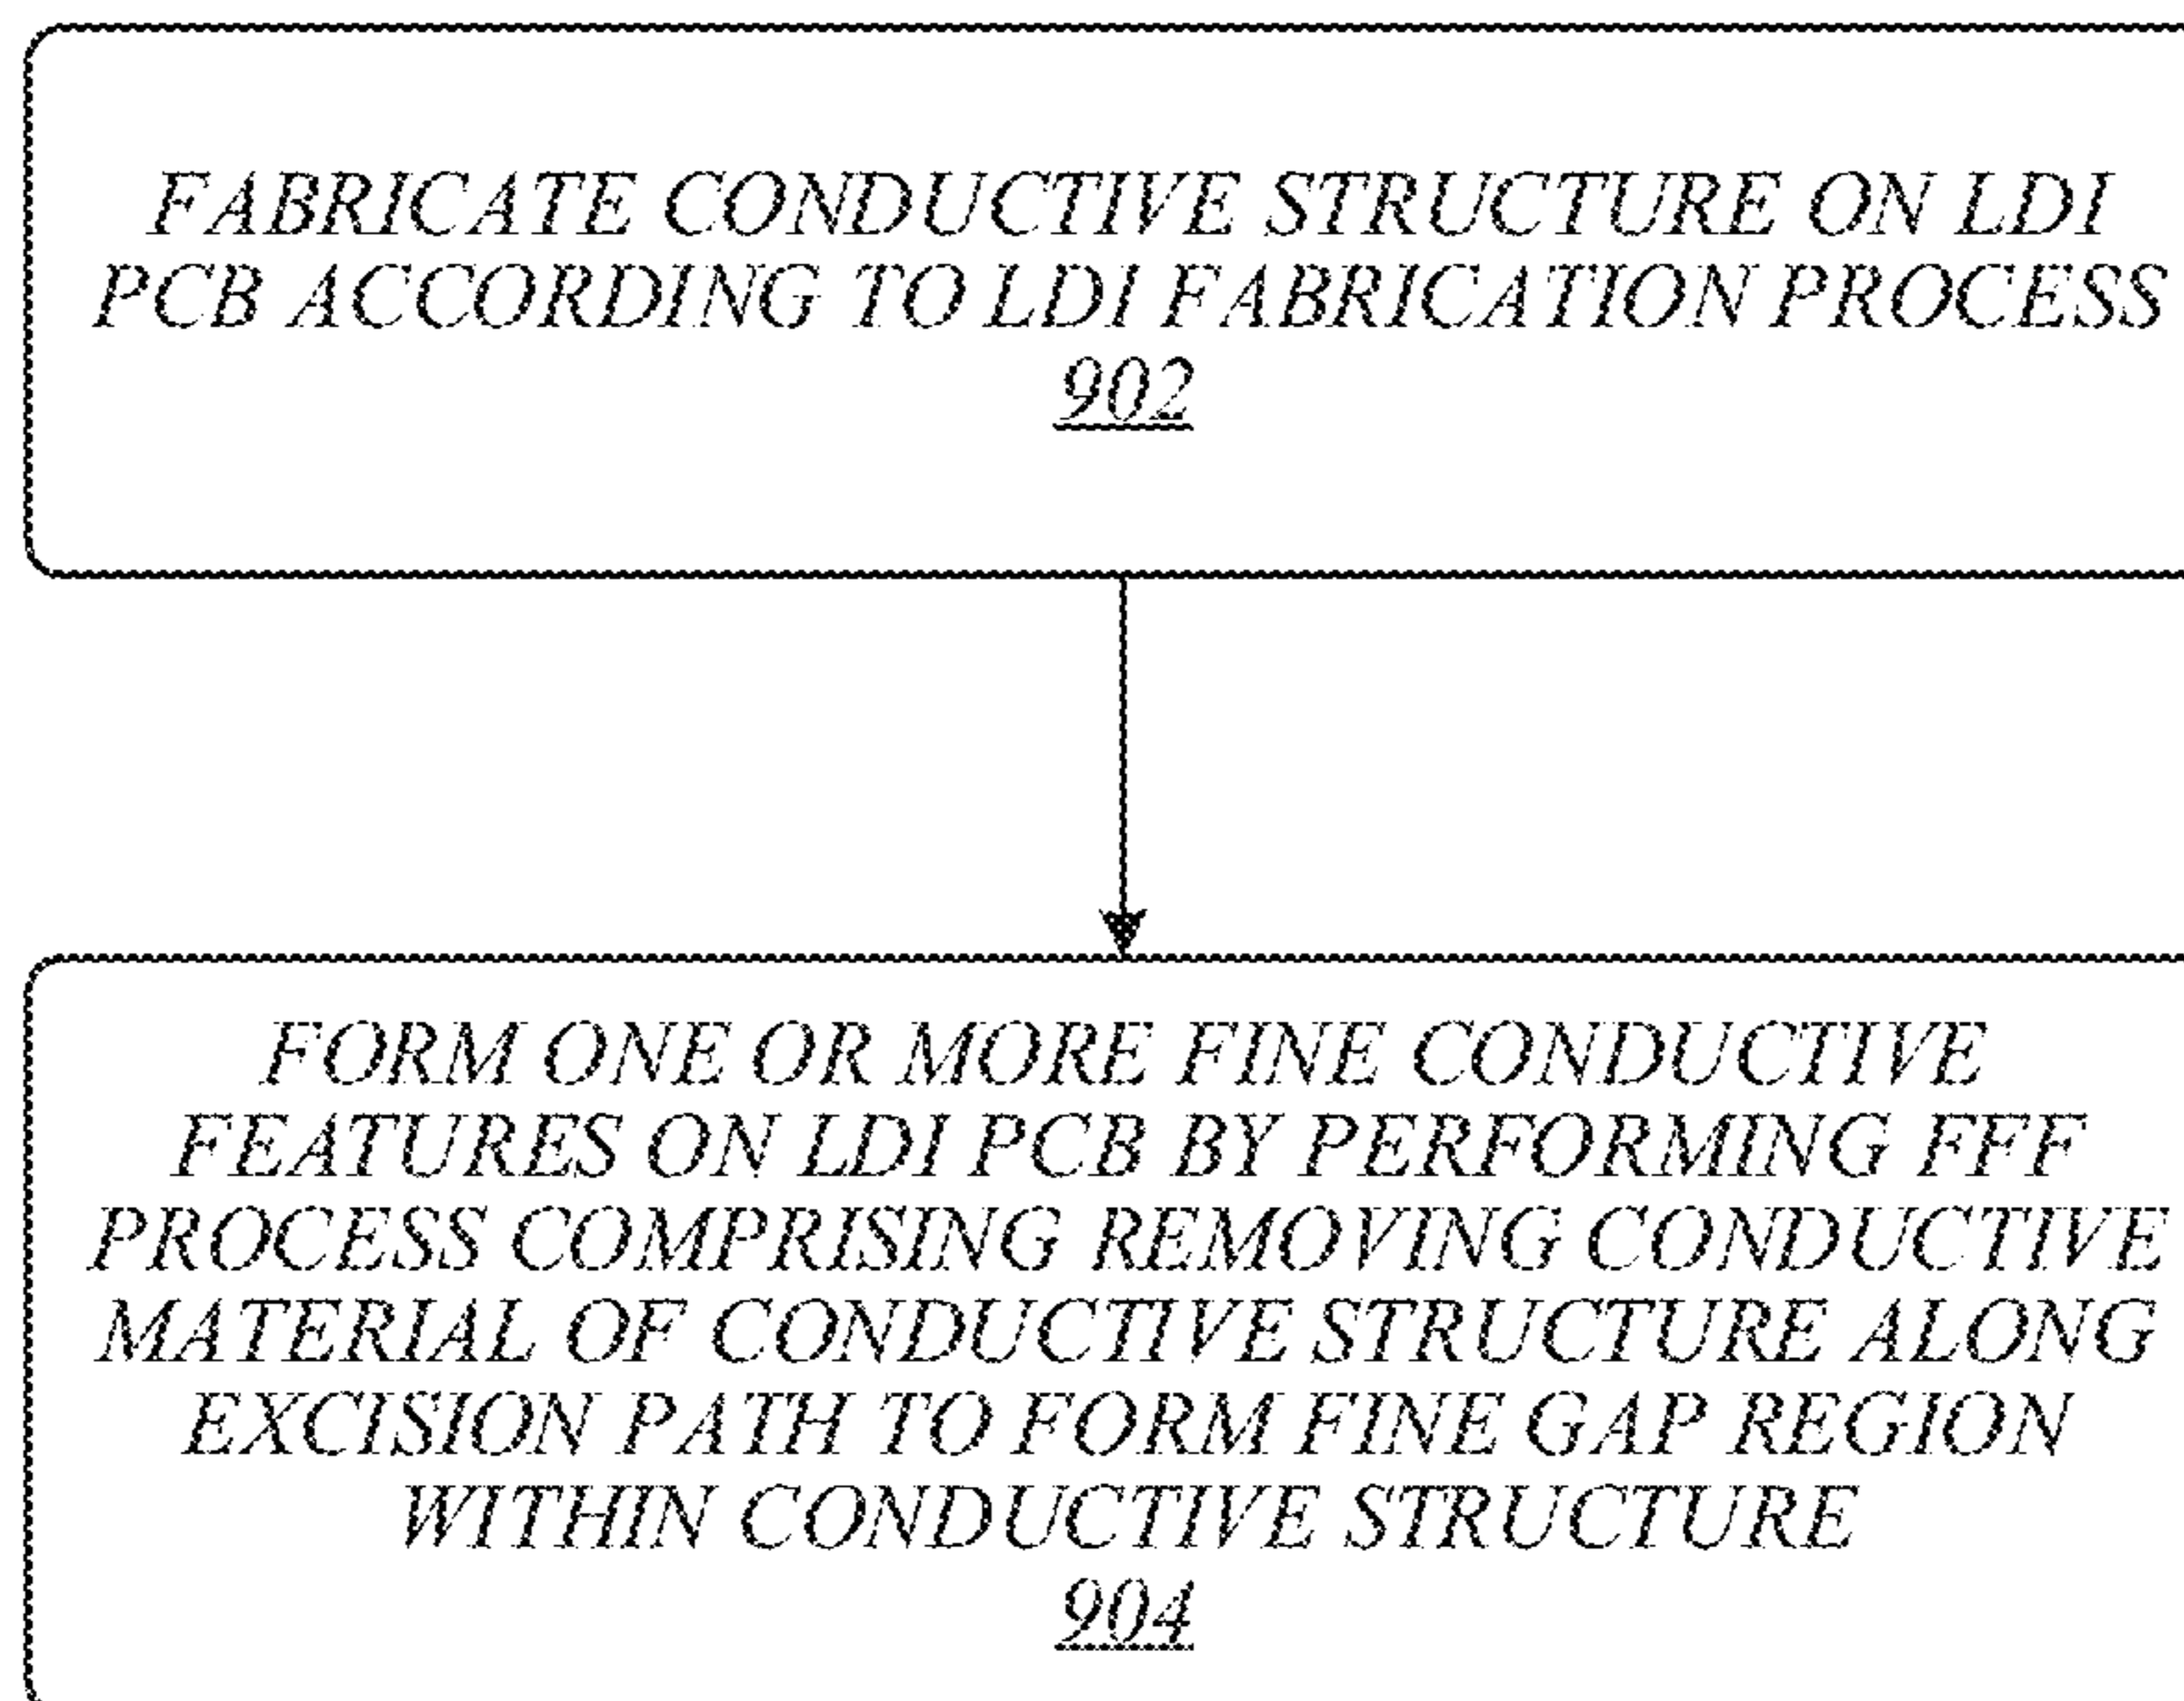 FABRICATE CONDUCTIVE STRUCTURE ON LDI
PCB ACCORDING TO LDI FABRICATION PROCESS
902
FORM ONE OR MORE FINE CONDUCTIVE
FEATURES ON LDI PCB BY PERFORMING FFF
PROCESS COMPRISING REMOVING CONDUCTIVE
MATERIAL OF CONDUCTIVE STRUCTURE ALONG
EXCISION PATH TO FORM FINE GAP REGION
WITHIN CONDUCTIVE STRUCTURE
904